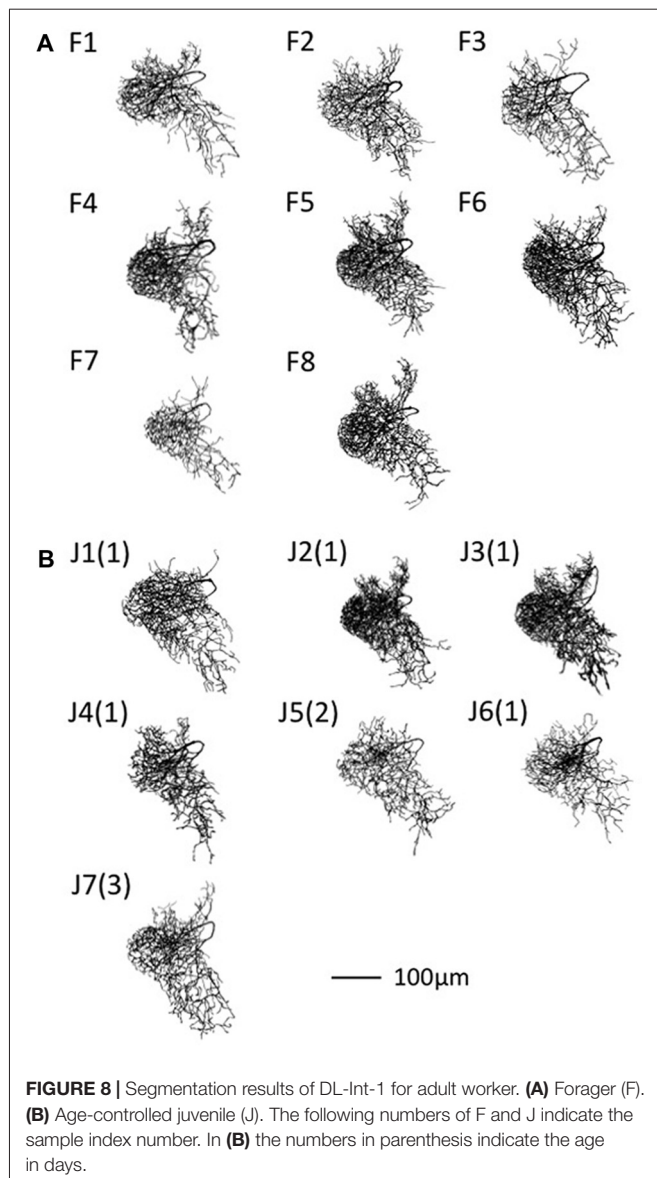 A F1 F2 F3
F4 F5 F6
F7 F8
B J1(1) J2(1) J3(1)
J4(1) J5(2) J6(1)
J7(3)
100µm
FIGURE 8 | Segmentation results of DL-Int-1 for adult worker. (A) Forager (F).
(B) Age-controlled juvenile (J). The following numbers of F and J indicate the
sample index number. In (B) the numbers in parenthesis indicate the age
in days.